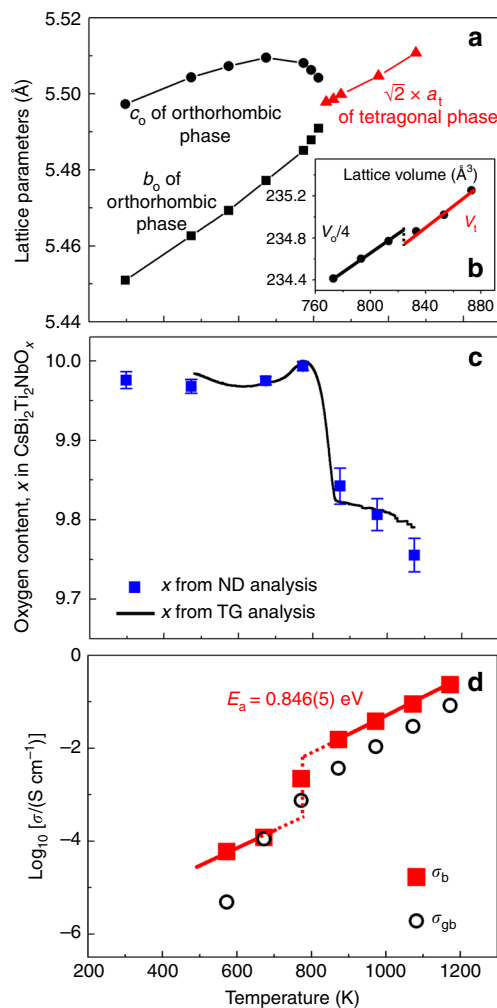 a
5.52
5.50
5.48
5.46
5.44
Lattice parameters (Å)
c_o of orthorhombic
phase
√2 × a_t
of tetragonal phase
b_o of
orthorhombic
phase
Lattice volume (Å³)
235.2
234.8
234.4
V_o/4
V_t
b
760
800
840
880
c
10.0
9.9
9.8
9.7
Oxygen content, x in CsBi₂Ti₂NbOₓ
x from ND analysis
x from TG analysis
d
0
−2
−4
−6
Log₁₀ [σ/(S cm⁻¹)]
E_a = 0.846(5) eV
σ_b
σ_gb
200
400
600
800
1000
1200
Temperature (K)